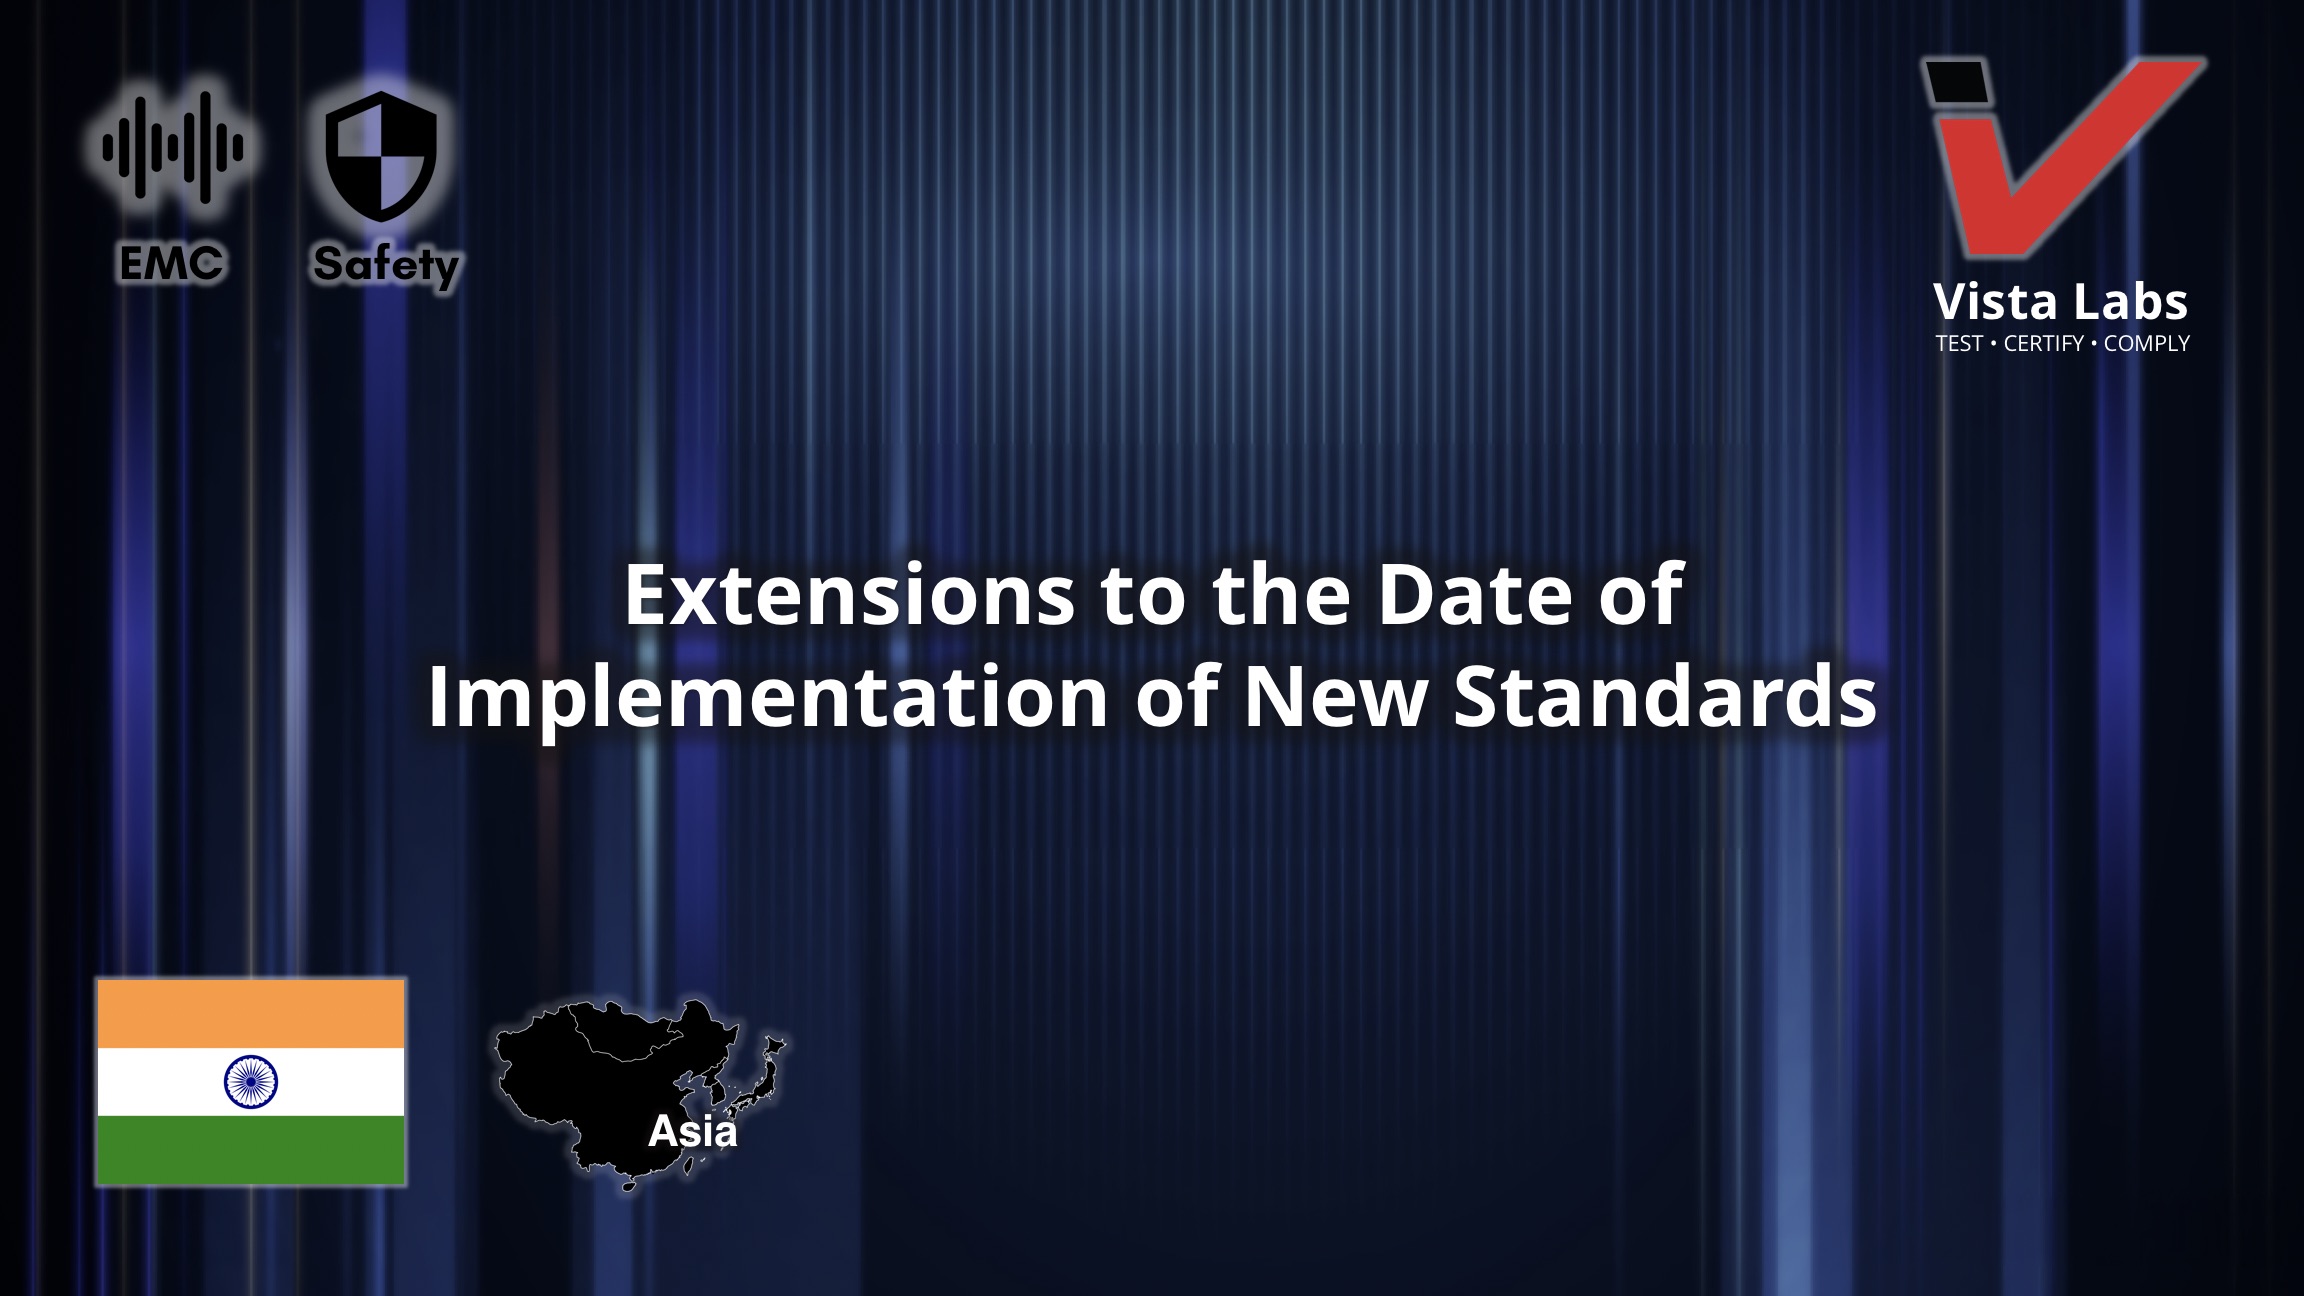 EMC
Safety
Vista Labs
TEST • CERTIFY • COMPLY
Extensions to the Date of
Implementation of New Standards
Asia